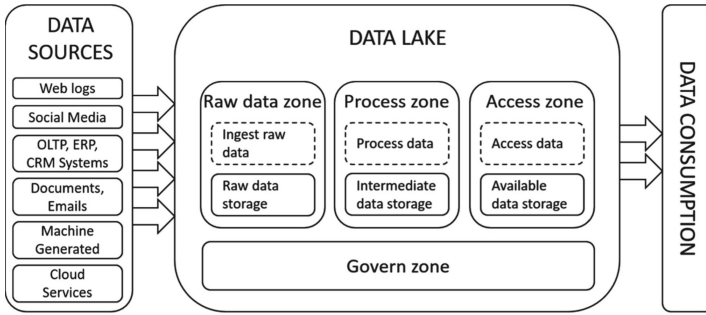 DATA
SOURCES
Web logs
Social Media
OLTP, ERP,
CRM Systems
Documents,
Emails
Machine
Generated
Cloud
Services
DATA LAKE
Raw data zone
Ingest raw
data
Raw data
storage
Process zone
Process data
Intermediate
data storage
Access zone
Access data
Available
data storage
Govern zone
DATA CONSUMPTION